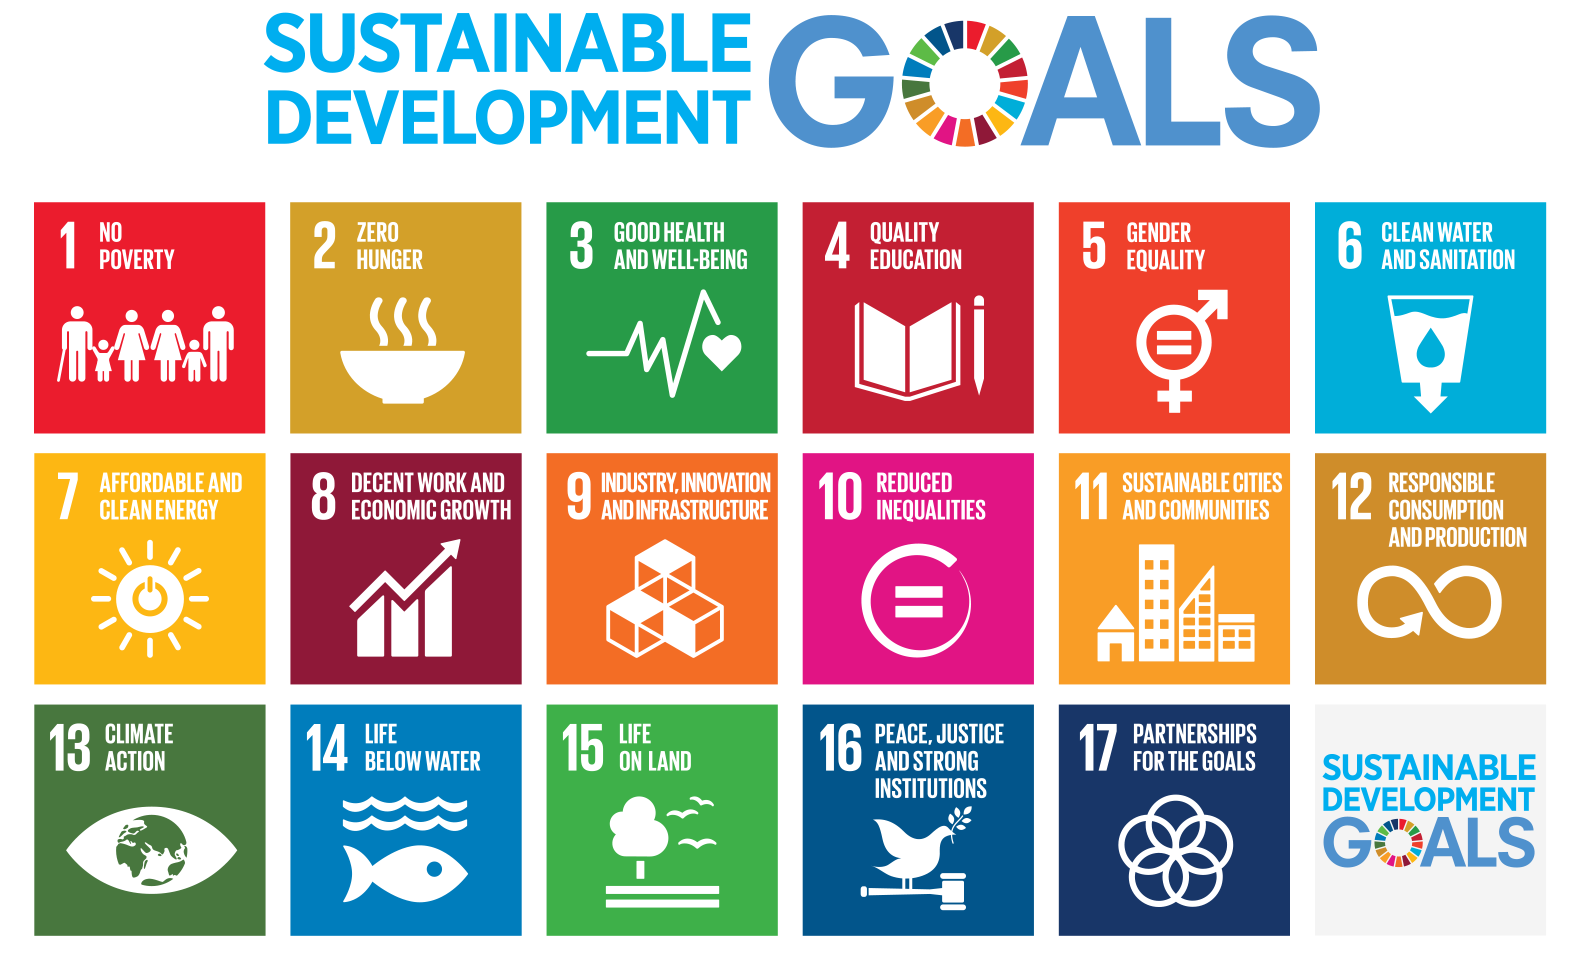 SUSTAINABLE
DEVELOPMENT
GOALS
1 NO
POVERTY
2 ZERO
HUNGER
3 GOOD HEALTH
AND WELL-BEING
4 QUALITY
EDUCATION
5 GENDER
EQUALITY
6 CLEAN WATER
AND SANITATION
7 AFFORDABLE AND
CLEAN ENERGY
8 DECENT WORK AND
ECONOMIC GROWTH
9 INDUSTRY, INNOVATION
AND INFRASTRUCTURE
10 REDUCED
INEQUALITIES
11 SUSTAINABLE CITIES
AND COMMUNITIES
12 RESPONSIBLE
CONSUMPTION
AND PRODUCTION
13 CLIMATE
ACTION
14 LIFE
BELOW WATER
15 LIFE
ON LAND
16 PEACE, JUSTICE
AND STRONG
INSTITUTIONS
17 PARTNERSHIPS
FOR THE GOALS
SUSTAINABLE
DEVELOPMENT
GOALS